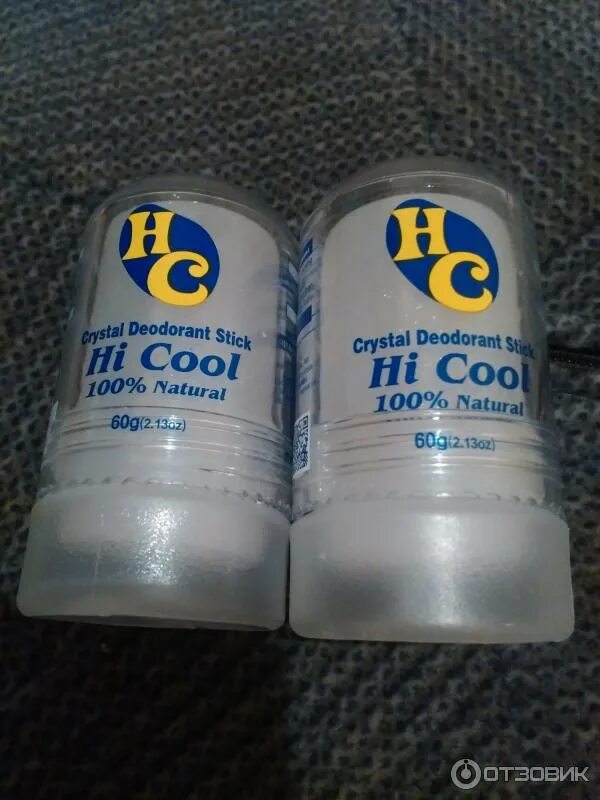 HC
Crystal Deodorant Stick
Hi Cool
100% Natural
60g(2.13oz)
HC
Crystal Deodorant Stick
Hi Cool
100% Natural
60g(2.13oz)
ОТЗОВИК